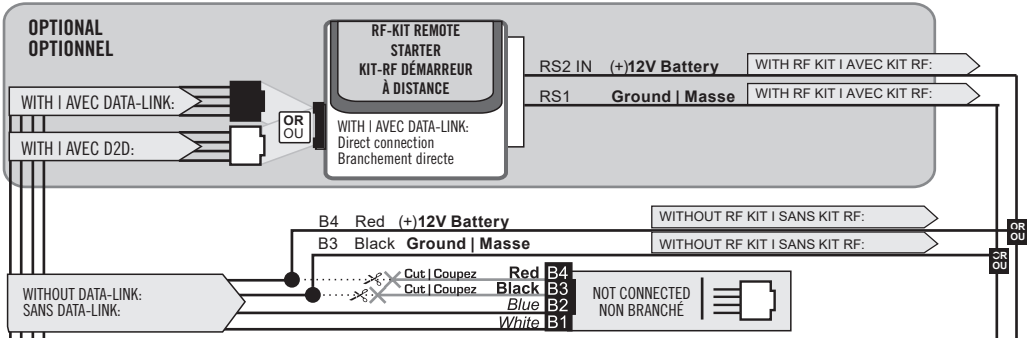 OPTIONAL
OPTIONNEL
RF-KIT REMOTE
STARTER
KIT-RF DÉMARREUR
À DISTANCE
RS2 IN (+)12V Battery WITH RF KIT I AVEC KIT RF:
RS1 Ground | Masse WITH RF KIT I AVEC KIT RF:
WITH I AVEC DATA-LINK:
OR
OU
WITH I AVEC DATA-LINK:
Direct connection
Branchement directe
WITH I AVEC D2D:
B4 Red (+)12V Battery WITHOUT RF KIT I SANS KIT RF:
OR
OU
B3 Black Ground | Masse WITHOUT RF KIT I SANS KIT RF:
OR
OU
WITHOUT DATA-LINK:
SANS DATA-LINK:
Cut | Coupez Red B4
Cut | Coupez Black B3
Blue B2
White B1
NOT CONNECTED
NON BRANCHÉ